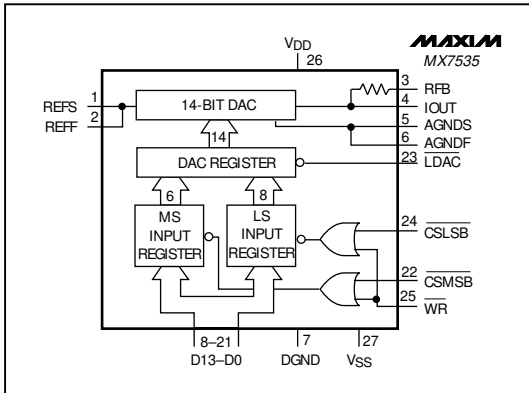 MAXIM
MX7535
VDD
26
3 RFB
REFS 1
14-BIT DAC
4 IOUT
REFF 2
5 AGNDS
14
6 AGNDF
DAC REGISTER
23 LDAC
6
8
MS INPUT REGISTER
LS INPUT REGISTER
24 CSLSB
22 CSMSB
25 WR
8–21
7
27
D13–D0
DGND
VSS